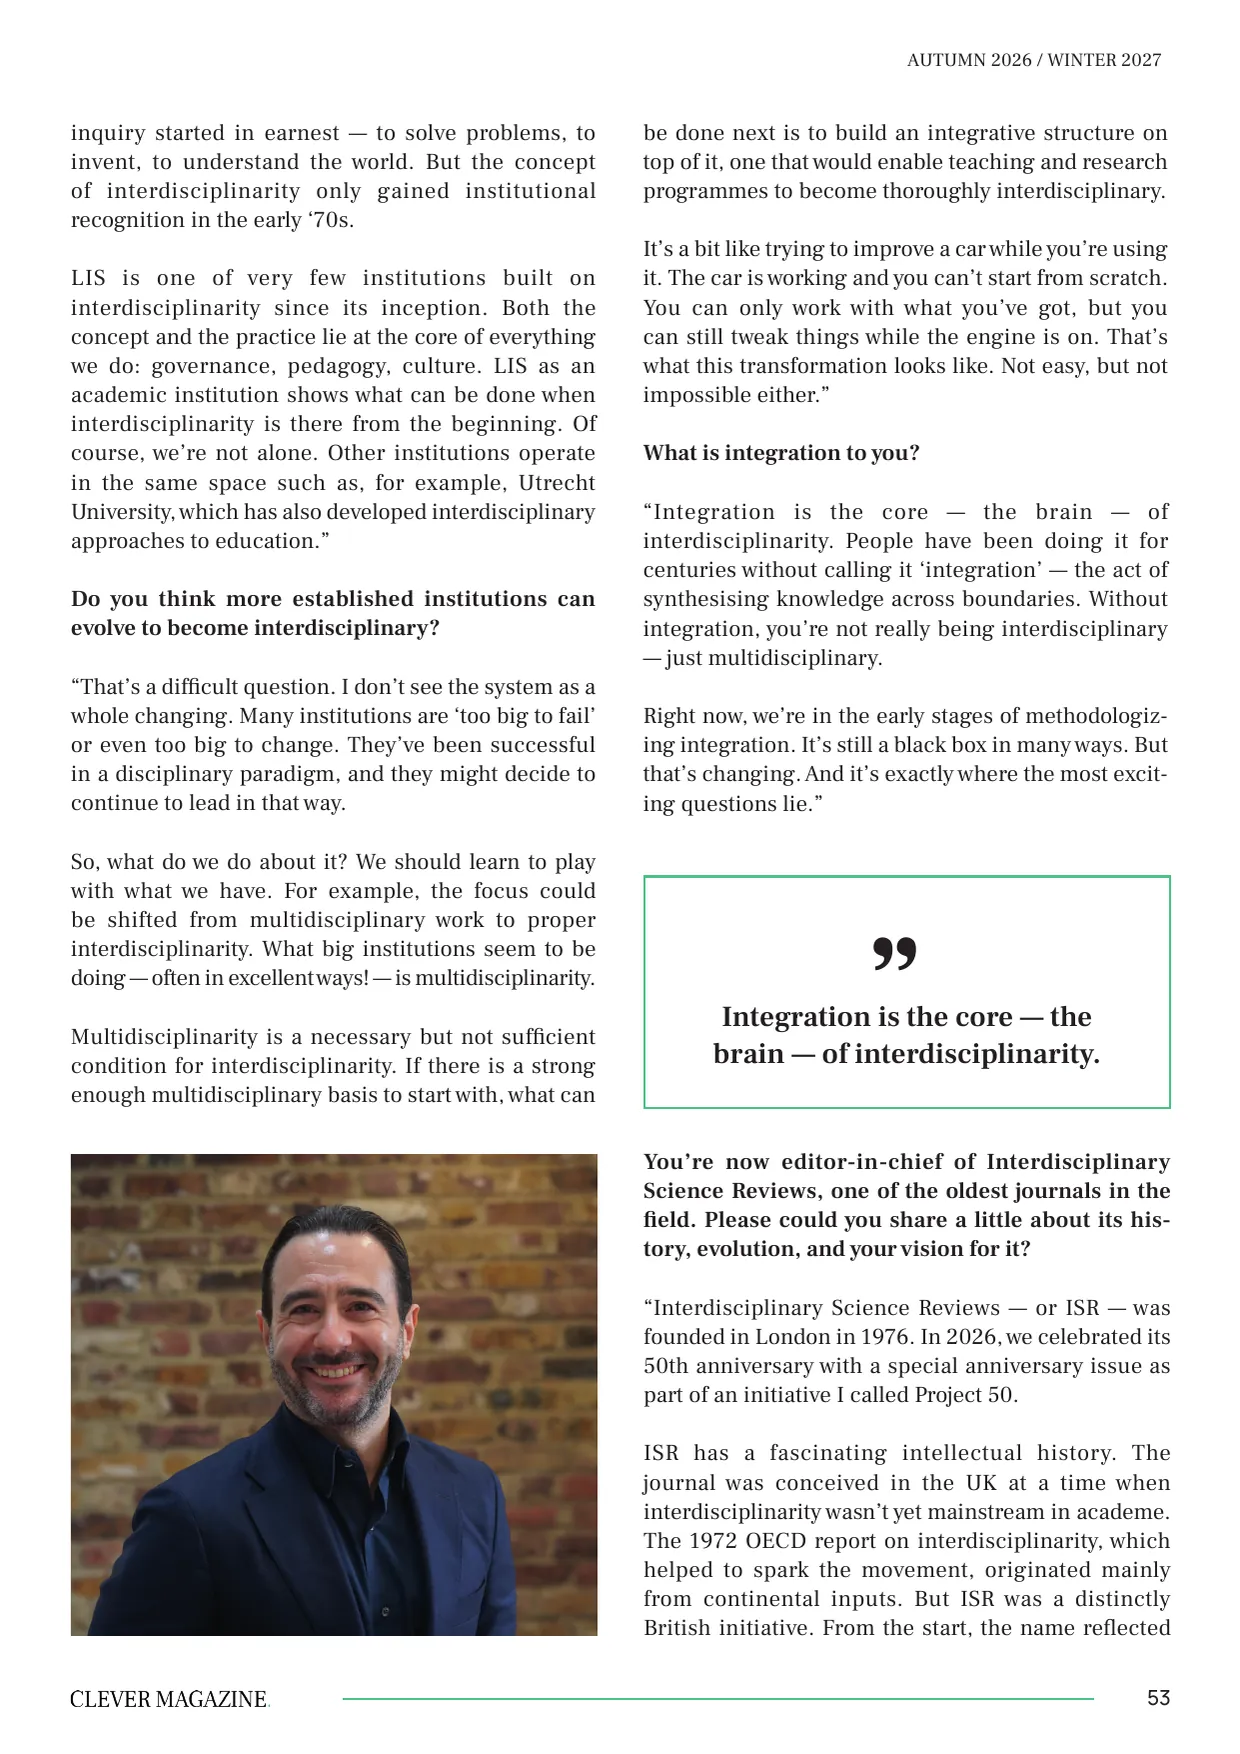 AUTUMN 2026 / WINTER 2027
inquiry started in earnest — to solve problems, to
invent, to understand the world. But the concept
of interdisciplinarity only gained institutional
recognition in the early ‘70s.
LIS is one of very few institutions built on
interdisciplinarity since its inception. Both the
concept and the practice lie at the core of everything
we do: governance, pedagogy, culture. LIS as an
academic institution shows what can be done when
interdisciplinarity is there from the beginning. Of
course, we’re not alone. Other institutions operate
in the same space such as, for example, Utrecht
University, which has also developed interdisciplinary
approaches to education.”
Do you think more established institutions can
evolve to become interdisciplinary?
“That’s a difficult question. I don’t see the system as a
whole changing. Many institutions are ‘too big to fail’
or even too big to change. They’ve been successful
in a disciplinary paradigm, and they might decide to
continue to lead in that way.
So, what do we do about it? We should learn to play
with what we have. For example, the focus could
be shifted from multidisciplinary work to proper
interdisciplinarity. What big institutions seem to be
doing — often in excellent ways! — is multidisciplinarity.
Multidisciplinarity is a necessary but not sufficient
condition for interdisciplinarity. If there is a strong
enough multidisciplinary basis to start with, what can
be done next is to build an integrative structure on
top of it, one that would enable teaching and research
programmes to become thoroughly interdisciplinary.
It’s a bit like trying to improve a car while you’re using
it. The car is working and you can’t start from scratch.
You can only work with what you’ve got, but you
can still tweak things while the engine is on. That’s
what this transformation looks like. Not easy, but not
impossible either.”
What is integration to you?
“Integration is the core — the brain — of
interdisciplinarity. People have been doing it for
centuries without calling it ‘integration’ — the act of
synthesising knowledge across boundaries. Without
integration, you’re not really being interdisciplinary
— just multidisciplinary.
Right now, we’re in the early stages of methodologiz-
ing integration. It’s still a black box in many ways. But
that’s changing. And it’s exactly where the most excit-
ing questions lie.”
”
Integration is the core — the
brain — of interdisciplinarity.
You’re now editor-in-chief of Interdisciplinary
Science Reviews, one of the oldest journals in the
field. Please could you share a little about its his-
tory, evolution, and your vision for it?
“Interdisciplinary Science Reviews — or ISR — was
founded in London in 1976. In 2026, we celebrated its
50th anniversary with a special anniversary issue as
part of an initiative I called Project 50.
ISR has a fascinating intellectual history. The
journal was conceived in the UK at a time when
interdisciplinarity wasn’t yet mainstream in academe.
The 1972 OECD report on interdisciplinarity, which
helped to spark the movement, originated mainly
from continental inputs. But ISR was a distinctly
British initiative. From the start, the name reflected
CLEVER MAGAZINE.
53